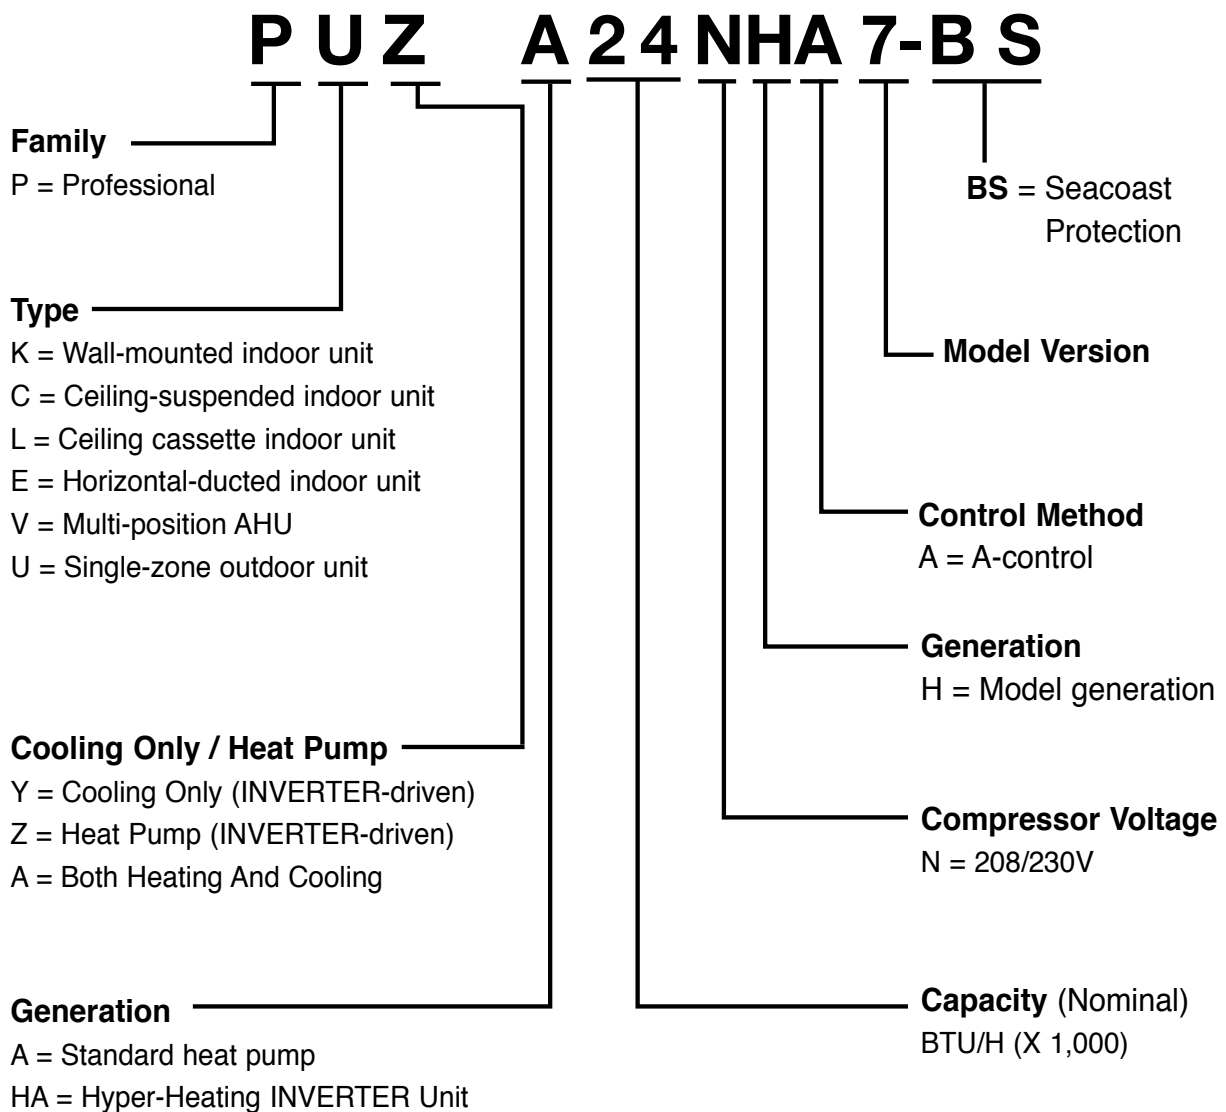 PUZ A24NHA7-BS
Family
P = Professional
Type
K = Wall-mounted indoor unit
C = Ceiling-suspended indoor unit
L = Ceiling cassette indoor unit
E = Horizontal-ducted indoor unit
V = Multi-position AHU
U = Single-zone outdoor unit
Cooling Only / Heat Pump
Y = Cooling Only (INVERTER-driven)
Z = Heat Pump (INVERTER-driven)
A = Both Heating And Cooling
Generation
A = Standard heat pump
HA = Hyper-Heating INVERTER Unit
BS = Seacoast
Protection
Model Version
Control Method
A = A-control
Generation
H = Model generation
Compressor Voltage
N = 208/230V
Capacity (Nominal)
BTU/H (X 1,000)